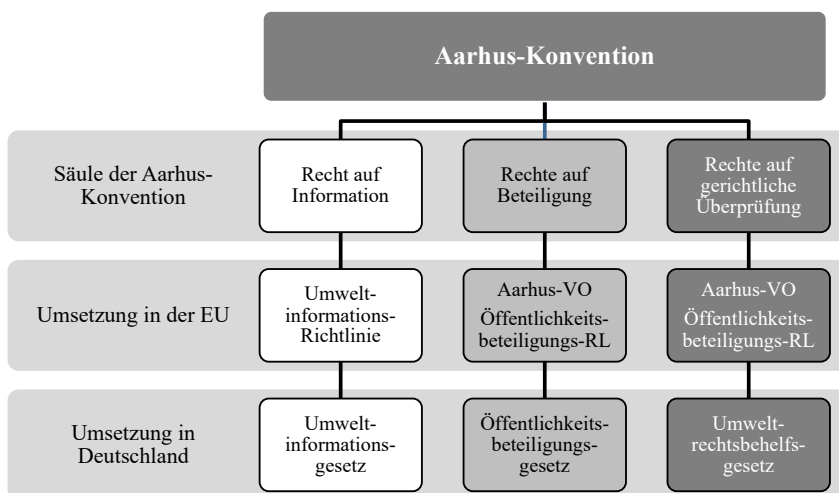 Aarhus-Konvention
Säule der Aarhus-
Konvention
Recht auf
Information
Rechte auf
Beteiligung
Rechte auf
gerichtliche
Überprüfung
Umsetzung in der EU
Umwelt-
informations-
Richtlinie
Aarhus-VO
Öffentlichkeits-
beteiligungs-RL
Aarhus-VO
Öffentlichkeits-
beteiligungs-RL
Umsetzung in
Deutschland
Umwelt-
informations-
gesetz
Öffentlichkeits-
beteiligungs-
gesetz
Umwelt-
rechtsbehelfs-
gesetz